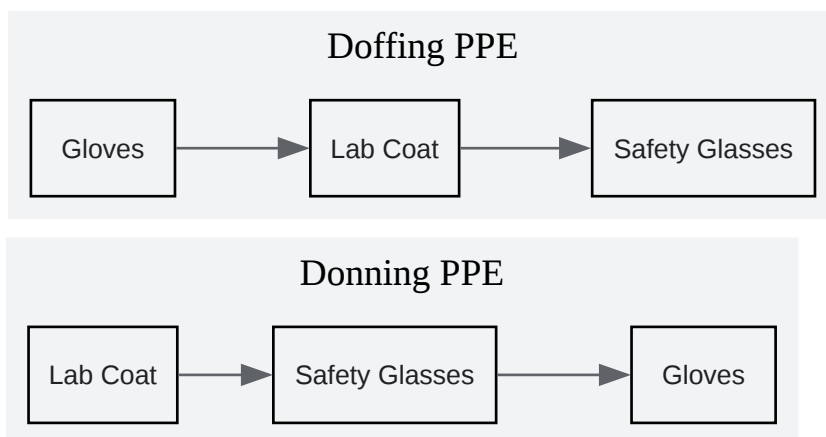 Doffing PPE
Gloves
Lab Coat
Safety Glasses
Donning PPE
Lab Coat
Safety Glasses
Gloves